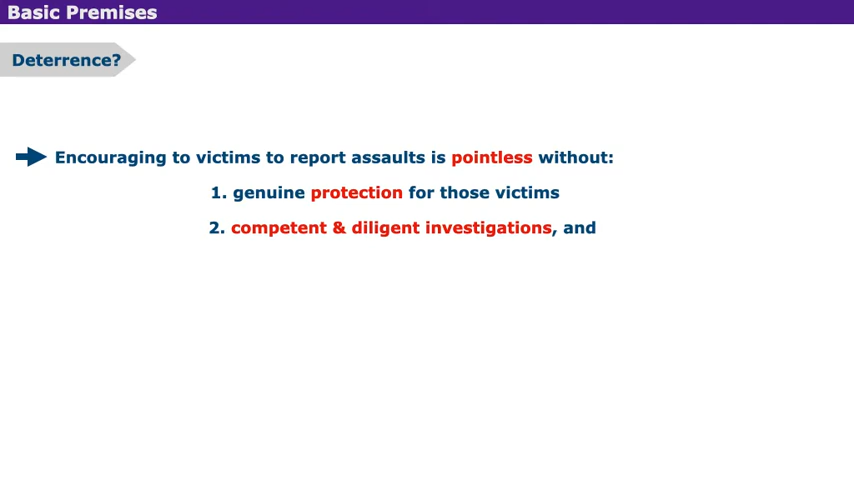 Basic Premises
Deterrence?
Encouraging to victims to report assaults is pointless without:
1. genuine protection for those victims
2. competent & diligent investigations, and